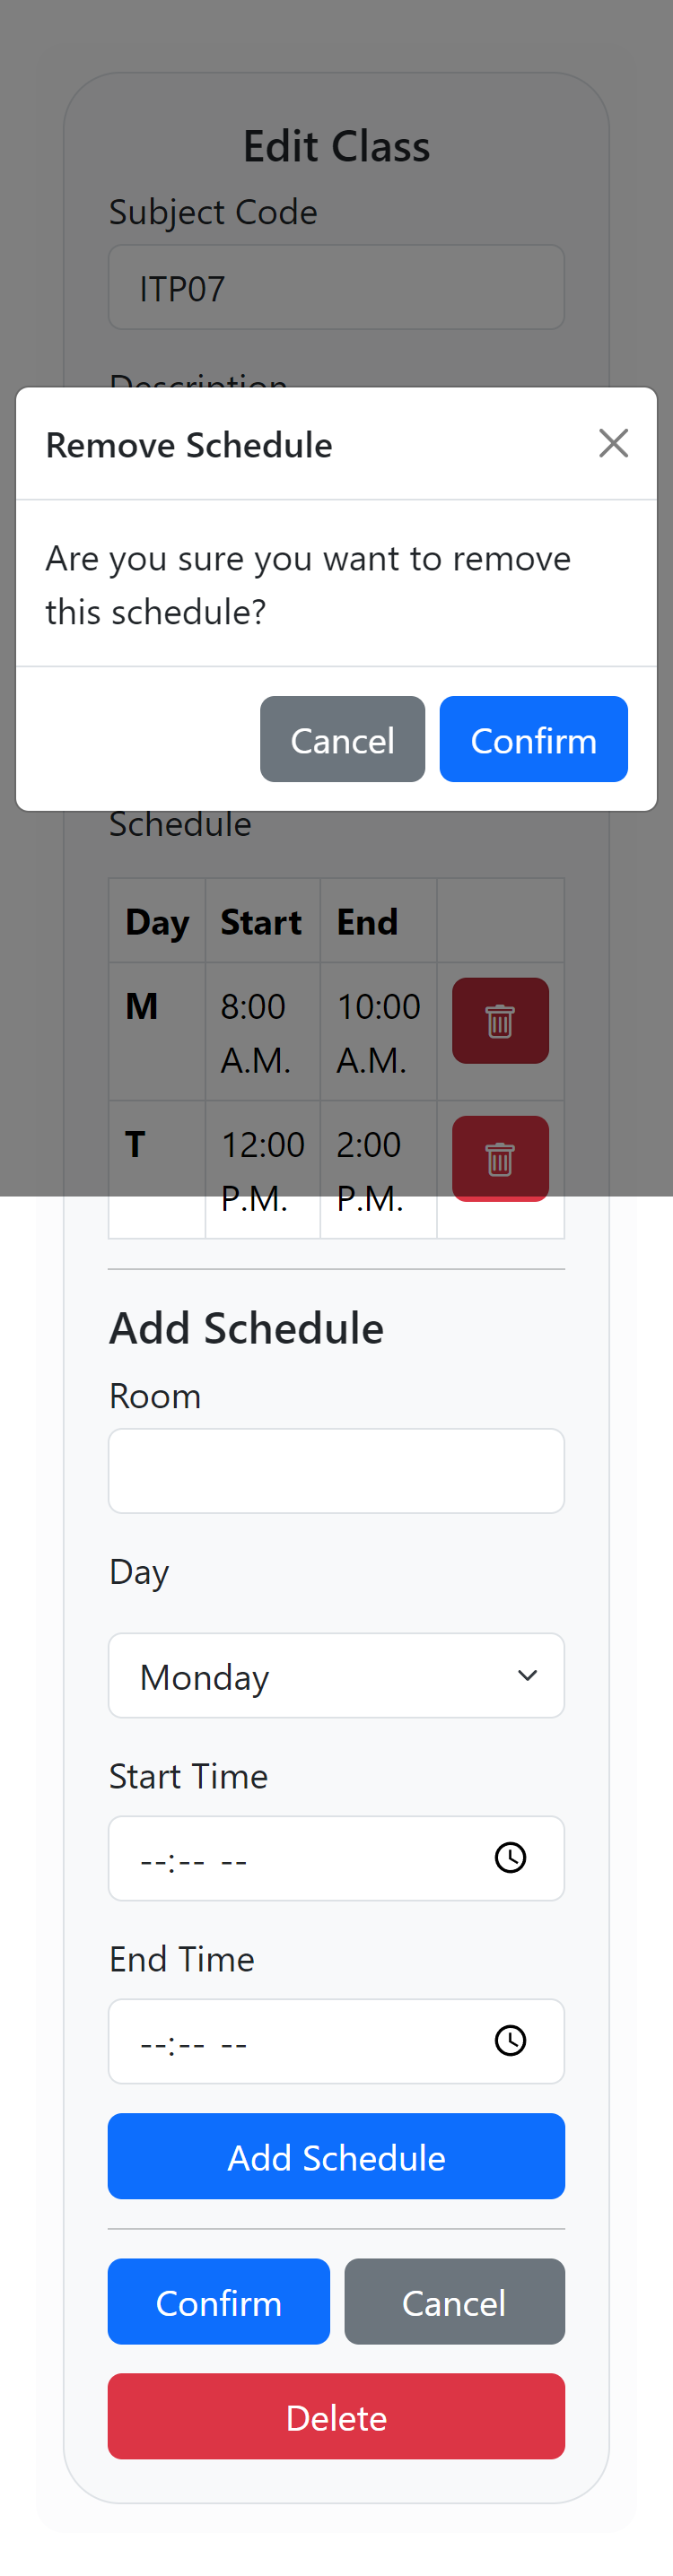 Edit Class
Subject Code
ITP07
Description
Remove Schedule
Are you sure you want to remove
this schedule?
Cancel Confirm
Schedule
Day Start End
M 8:00 10:00
A.M. A.M.
T 12:00 2:00
P.M. P.M.
Add Schedule
Room
Day
Monday
Start Time
--:-- --
End Time
--:-- --
Add Schedule
Confirm Cancel
Delete